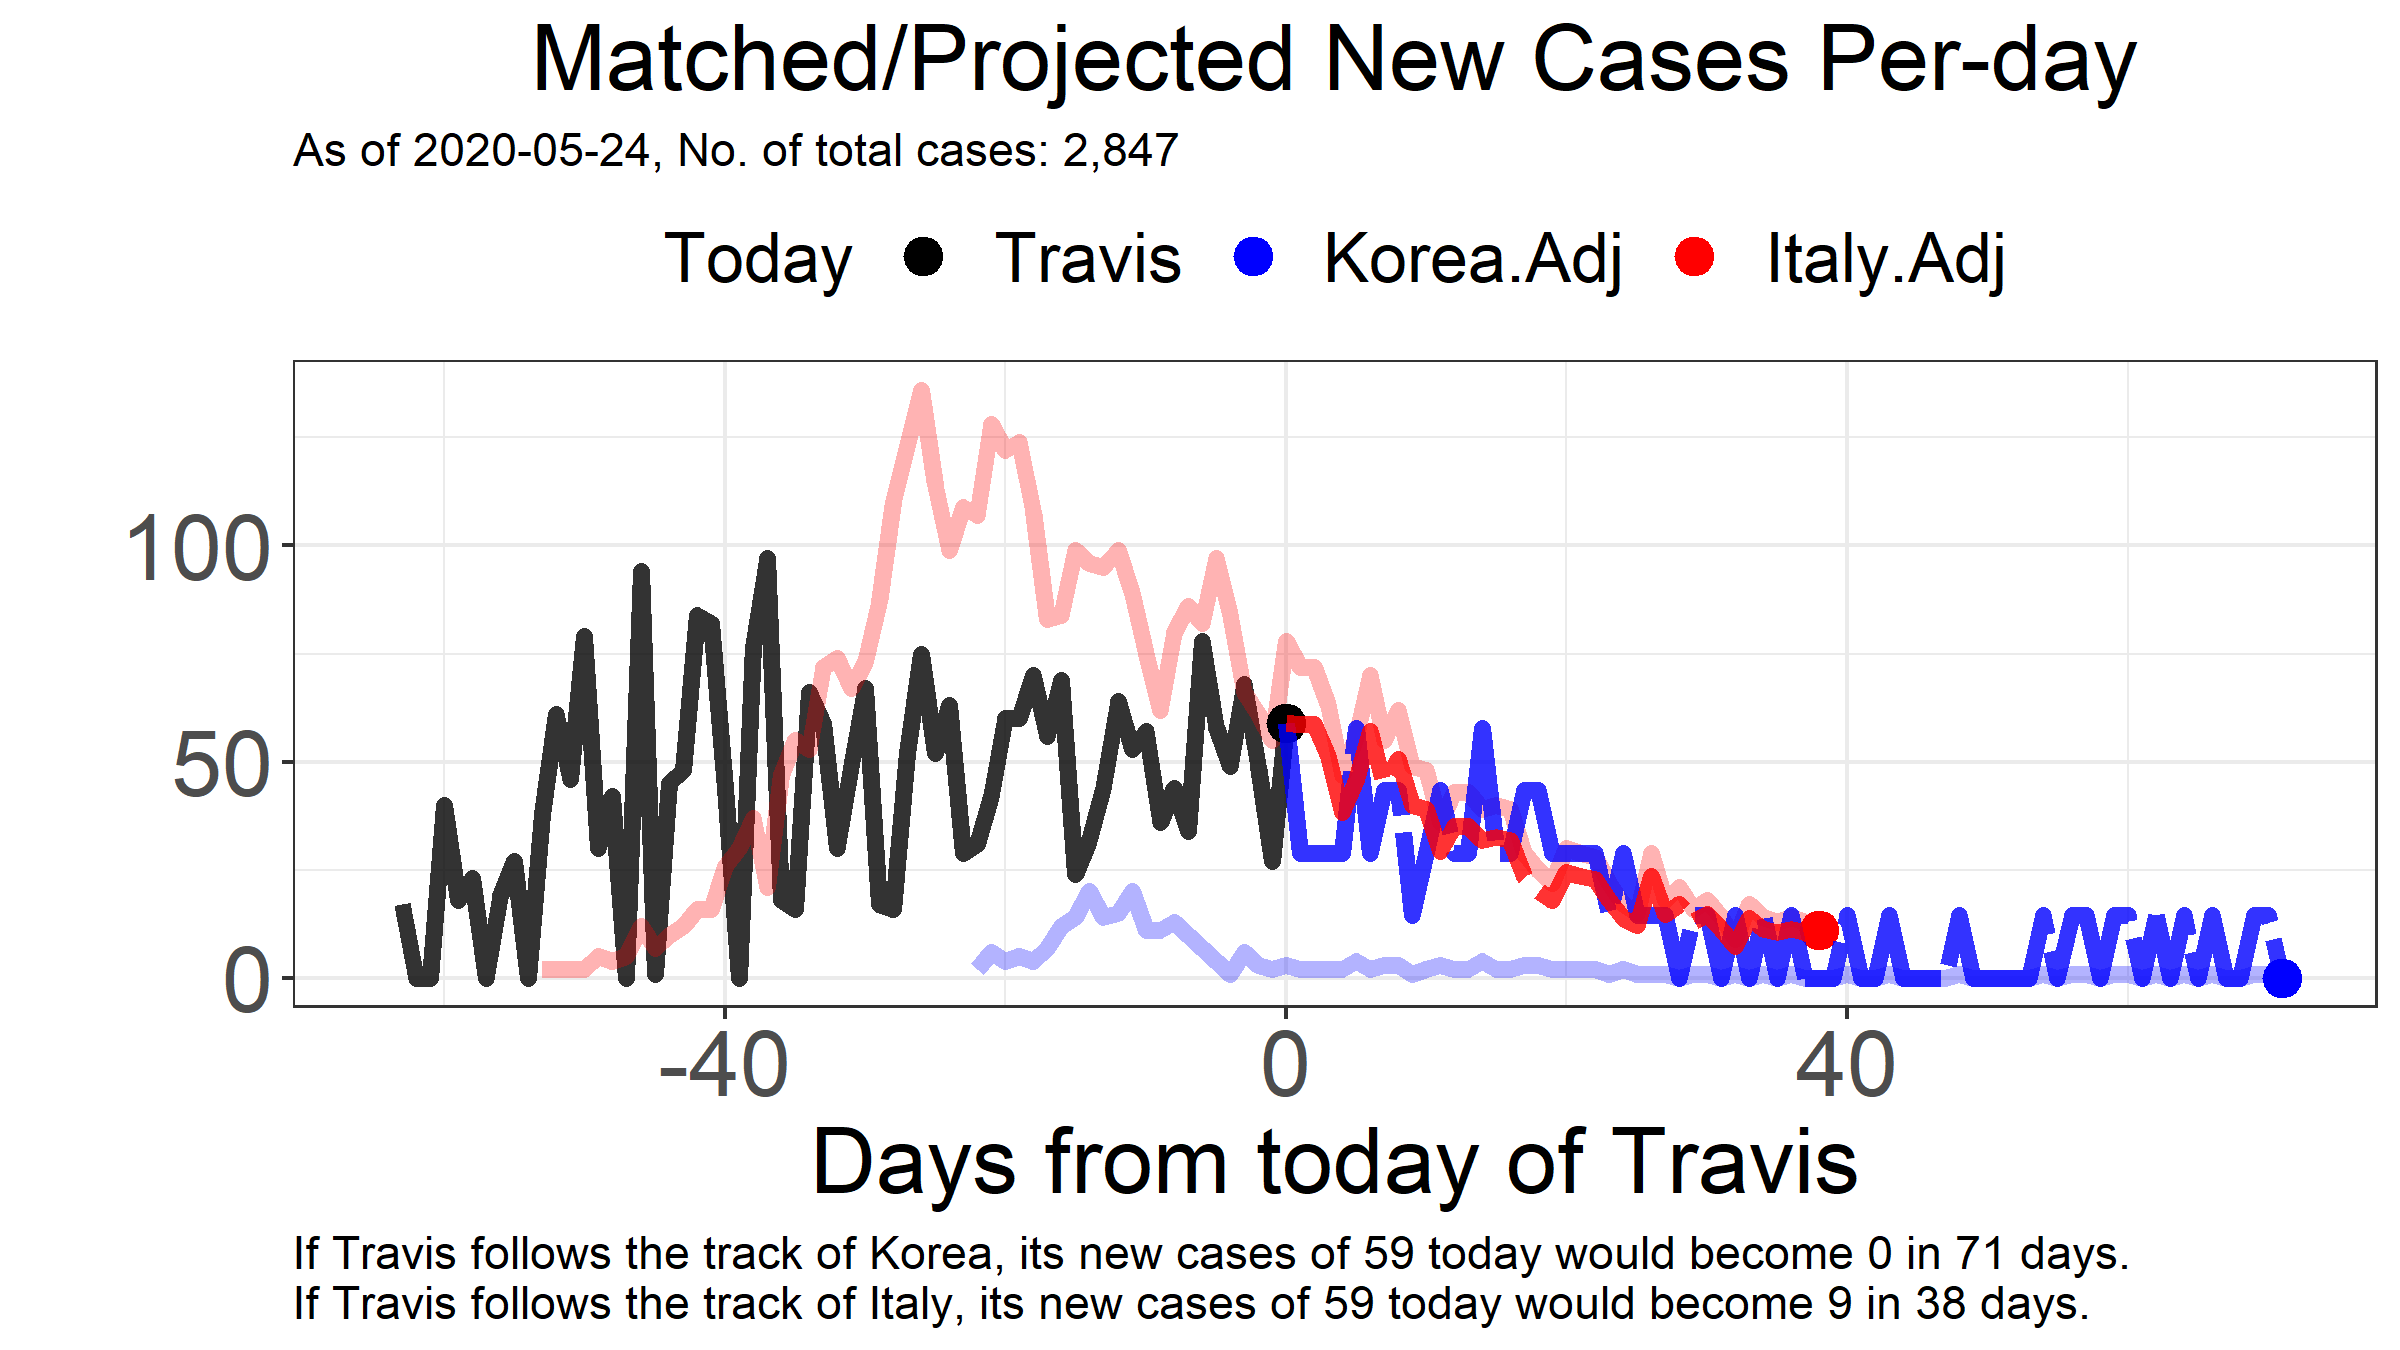 Matched/Projected New Cases Per-day
As of 2020-05-24, No. of total cases: 2,847
Today Travis Korea.Adj Italy.Adj
100
50
0
-40 0 40
Days from today of Travis
If Travis follows the track of Korea, its new cases of 59 today would become 0 in 71 days.
If Travis follows the track of Italy, its new cases of 59 today would become 9 in 38 days.